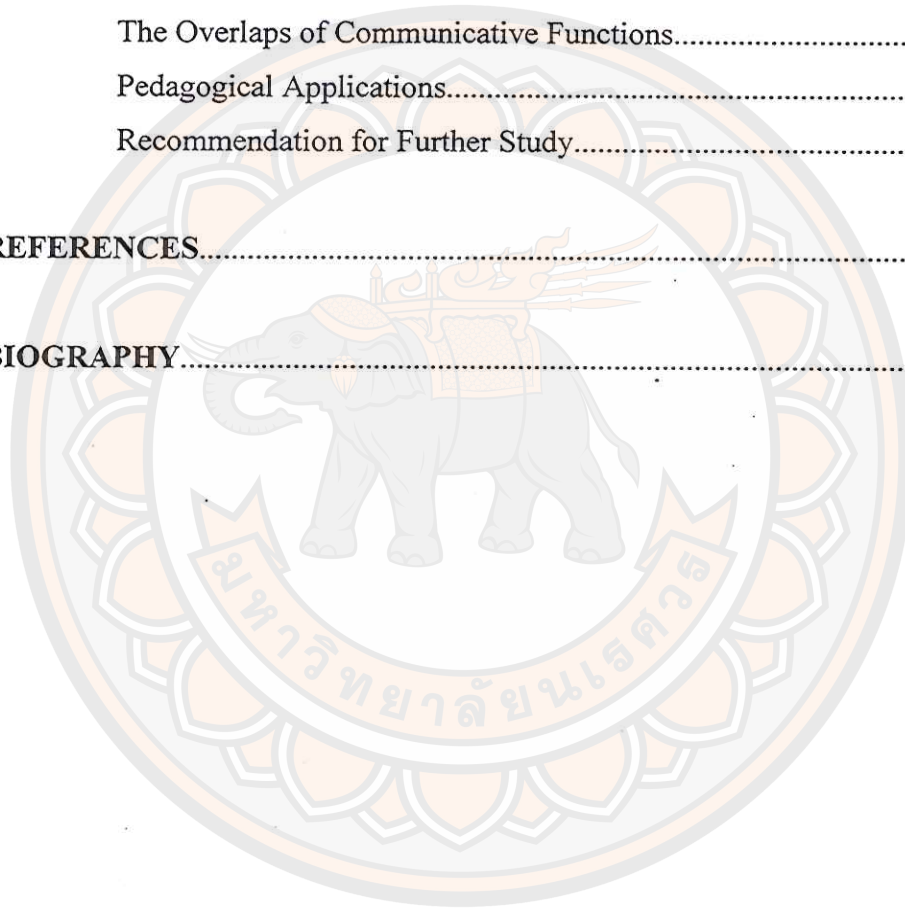 The Overlaps of Communicative Functions
Pedagogical Applications
Recommendation for Further Study
REFERENCES
BIOGRAPHY
มหาวิทยาลัยนเรศวร